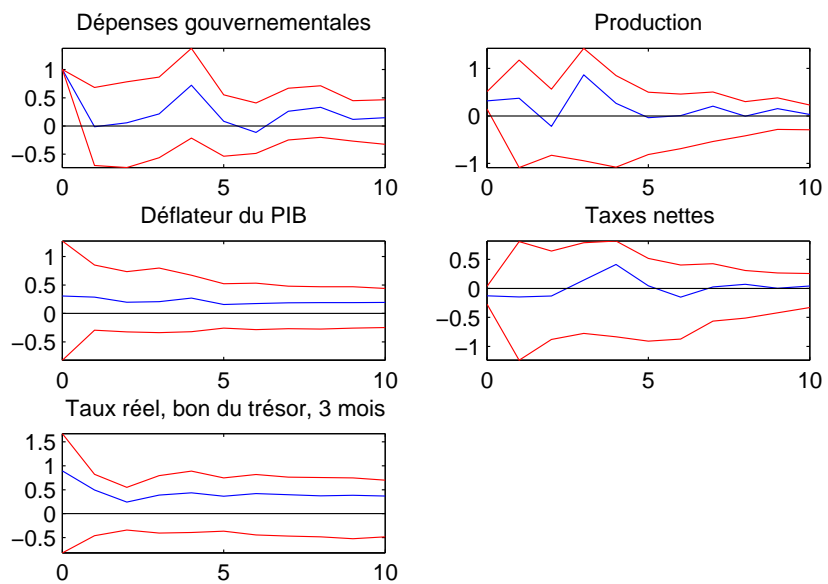 Dépenses gouvernementales
1
0.5
0
−0.5
0 5 10
Production
1
0
−1
0 5 10
Déflateur du PIB
1
0.5
0
−0.5
0 5 10
Taxes nettes
0.5
0
−0.5
−1
0 5 10
Taux réel, bon du trésor, 3 mois
1.5
1
0.5
0
−0.5
0 5 10